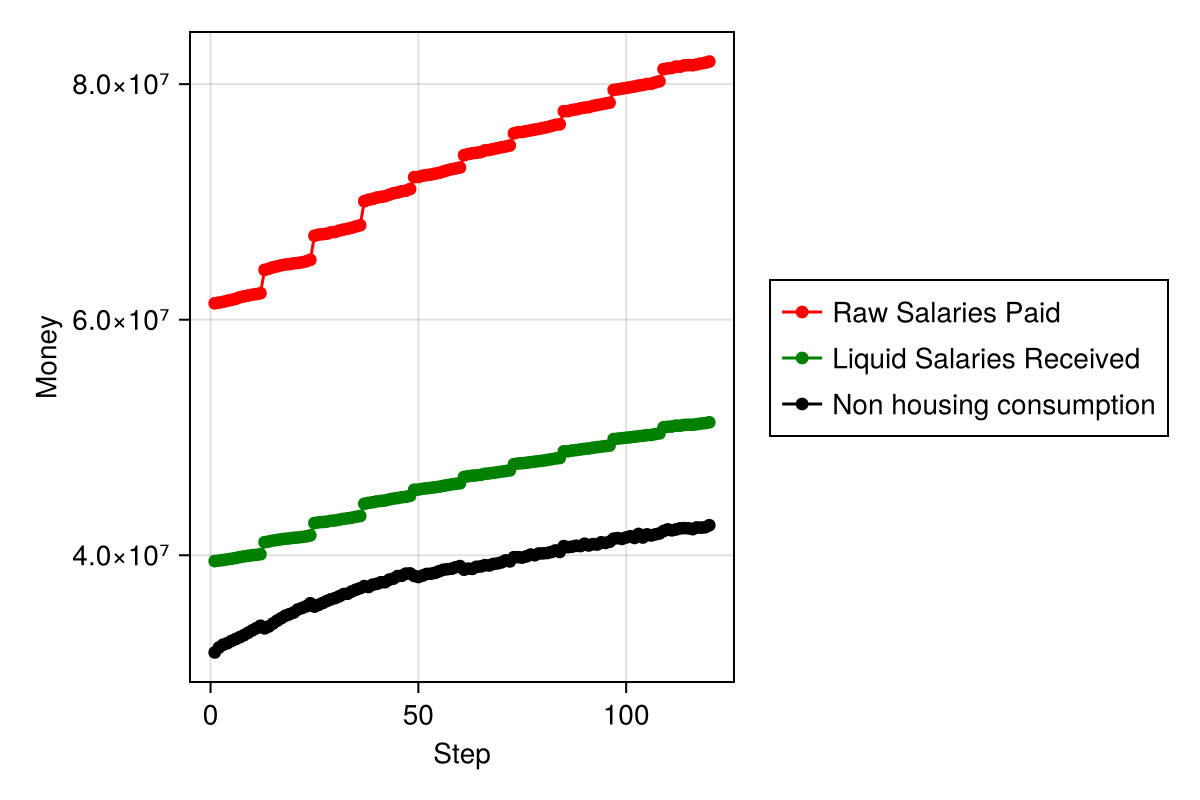 8.0×10⁷
6.0×10⁷
4.0×10⁷
Money
0 50 100
Step
Raw Salaries Paid
Liquid Salaries Received
Non housing consumption